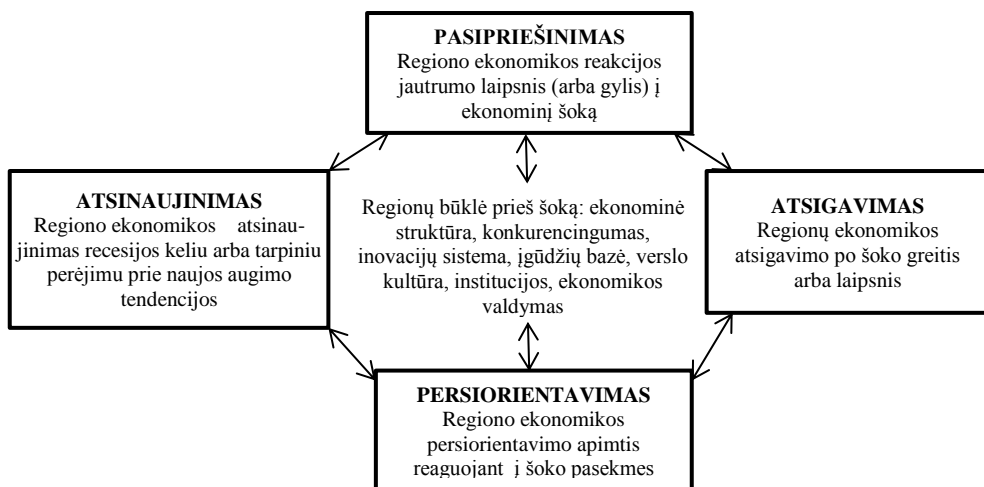 PASIPRIEŠINIMAS
Regiono ekonomikos reakcijos
jautrumo laipsnis (arba gylis) į
ekonominį šoką
ATSINAUJINIMAS
Regiono ekonomikos atsinau-
jinimas recesijos keliu arba tarpiniu
perėjimu prie naujos augimo
tendencijos
Regionų būklė prieš šoką: ekonominė
struktūra, konkurencingumas,
inovacijų sistema, įgūdžių bazė, verslo
kultūra, institucijos, ekonomikos
valdymas
ATSIGAVIMAS
Regionų ekonomikos
atsigavimo po šoko greitis
arba laipsnis
PERSIORIENTAVIMAS
Regiono ekonomikos
persiorientavimo apimtis
reaguojant į šoko pasekmes